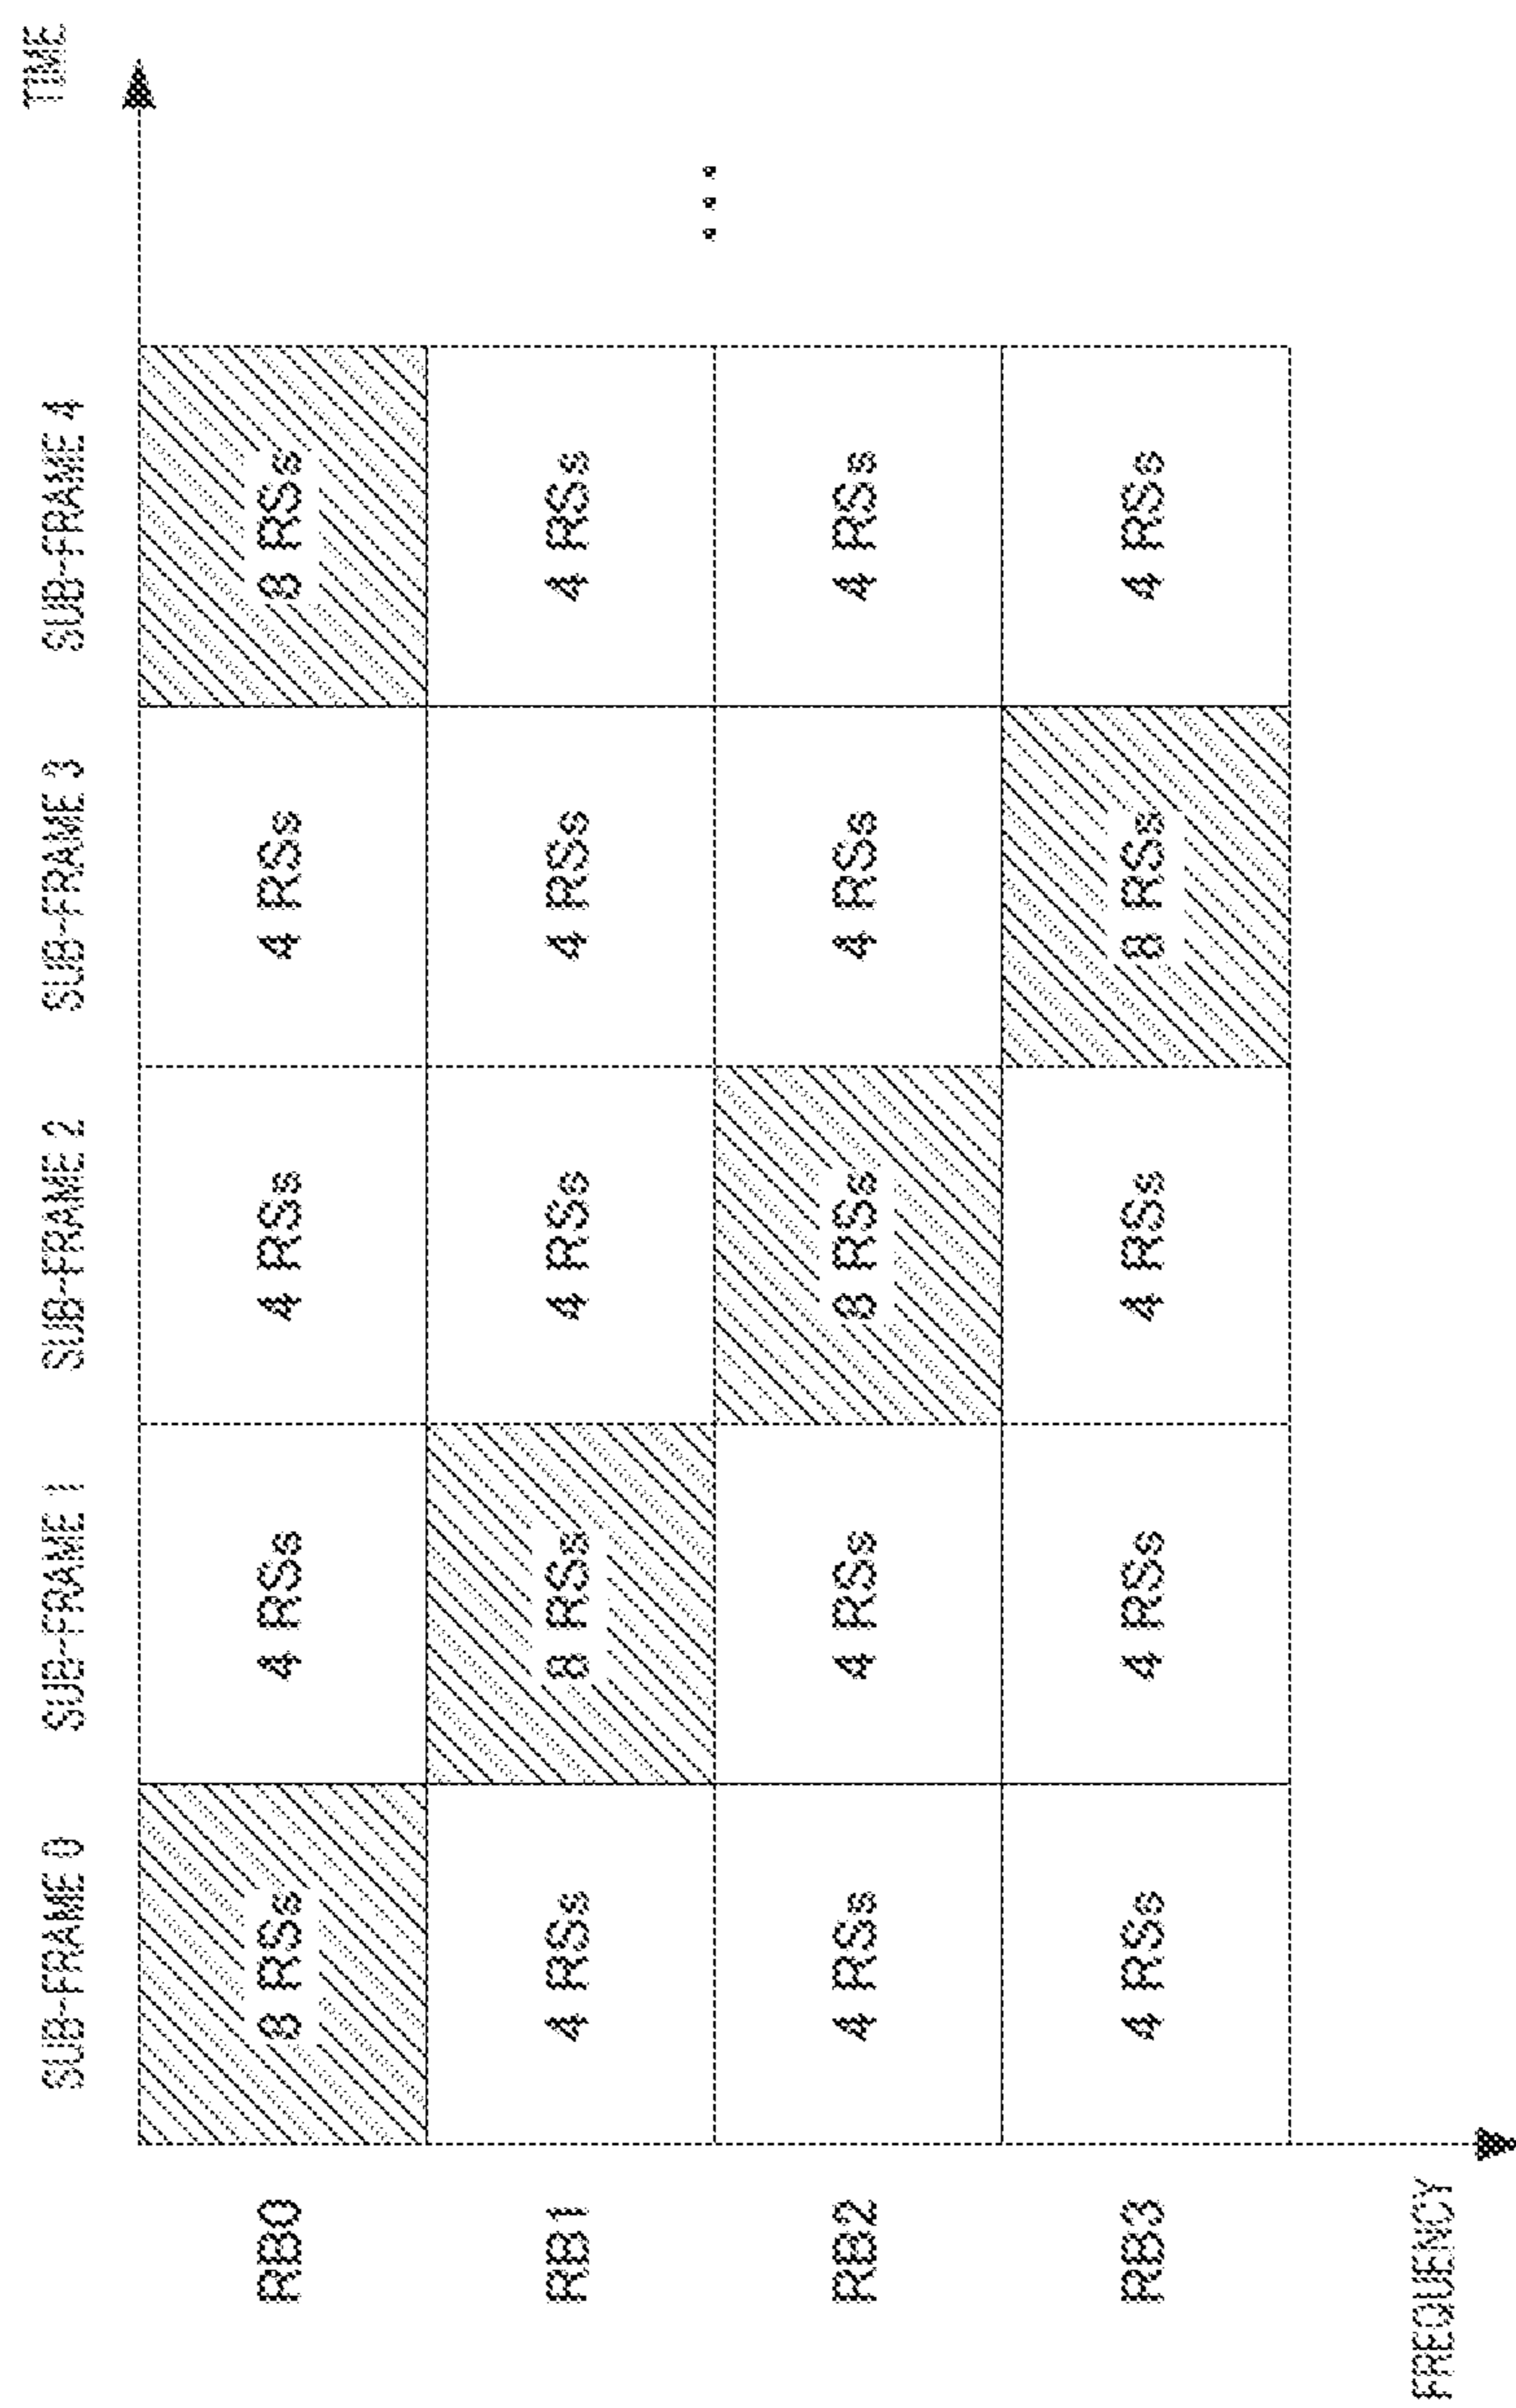 SUB-FRAME 0 SUB-FRAME 1 SUB-FRAME 2 SUB-FRAME 3 SUB-FRAME 4 TIME
RB0 8 RSs 4 RSs 4 RSs 4 RSs 8 RSs
RB1 4 RSs 8 RSs 4 RSs 4 RSs 4 RSs
...
RB2 4 RSs 4 RSs 8 RSs 4 RSs 4 RSs
RB3 4 RSs 4 RSs 4 RSs 8 RSs 4 RSs
FREQUENCY